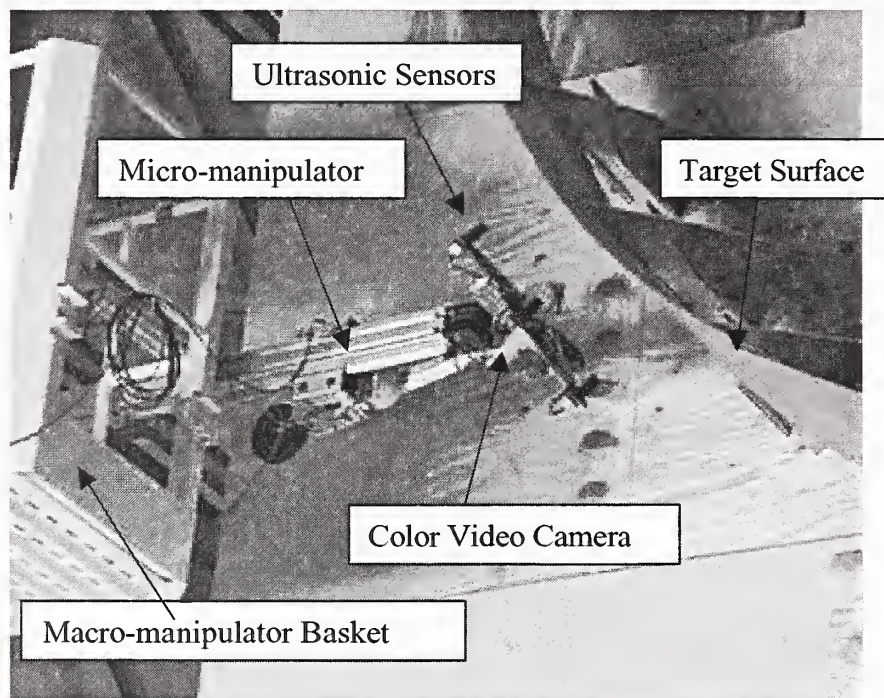 Ultrasonic Sensors
Micro-manipulator
Target Surface
Color Video Camera
Macro-manipulator Basket